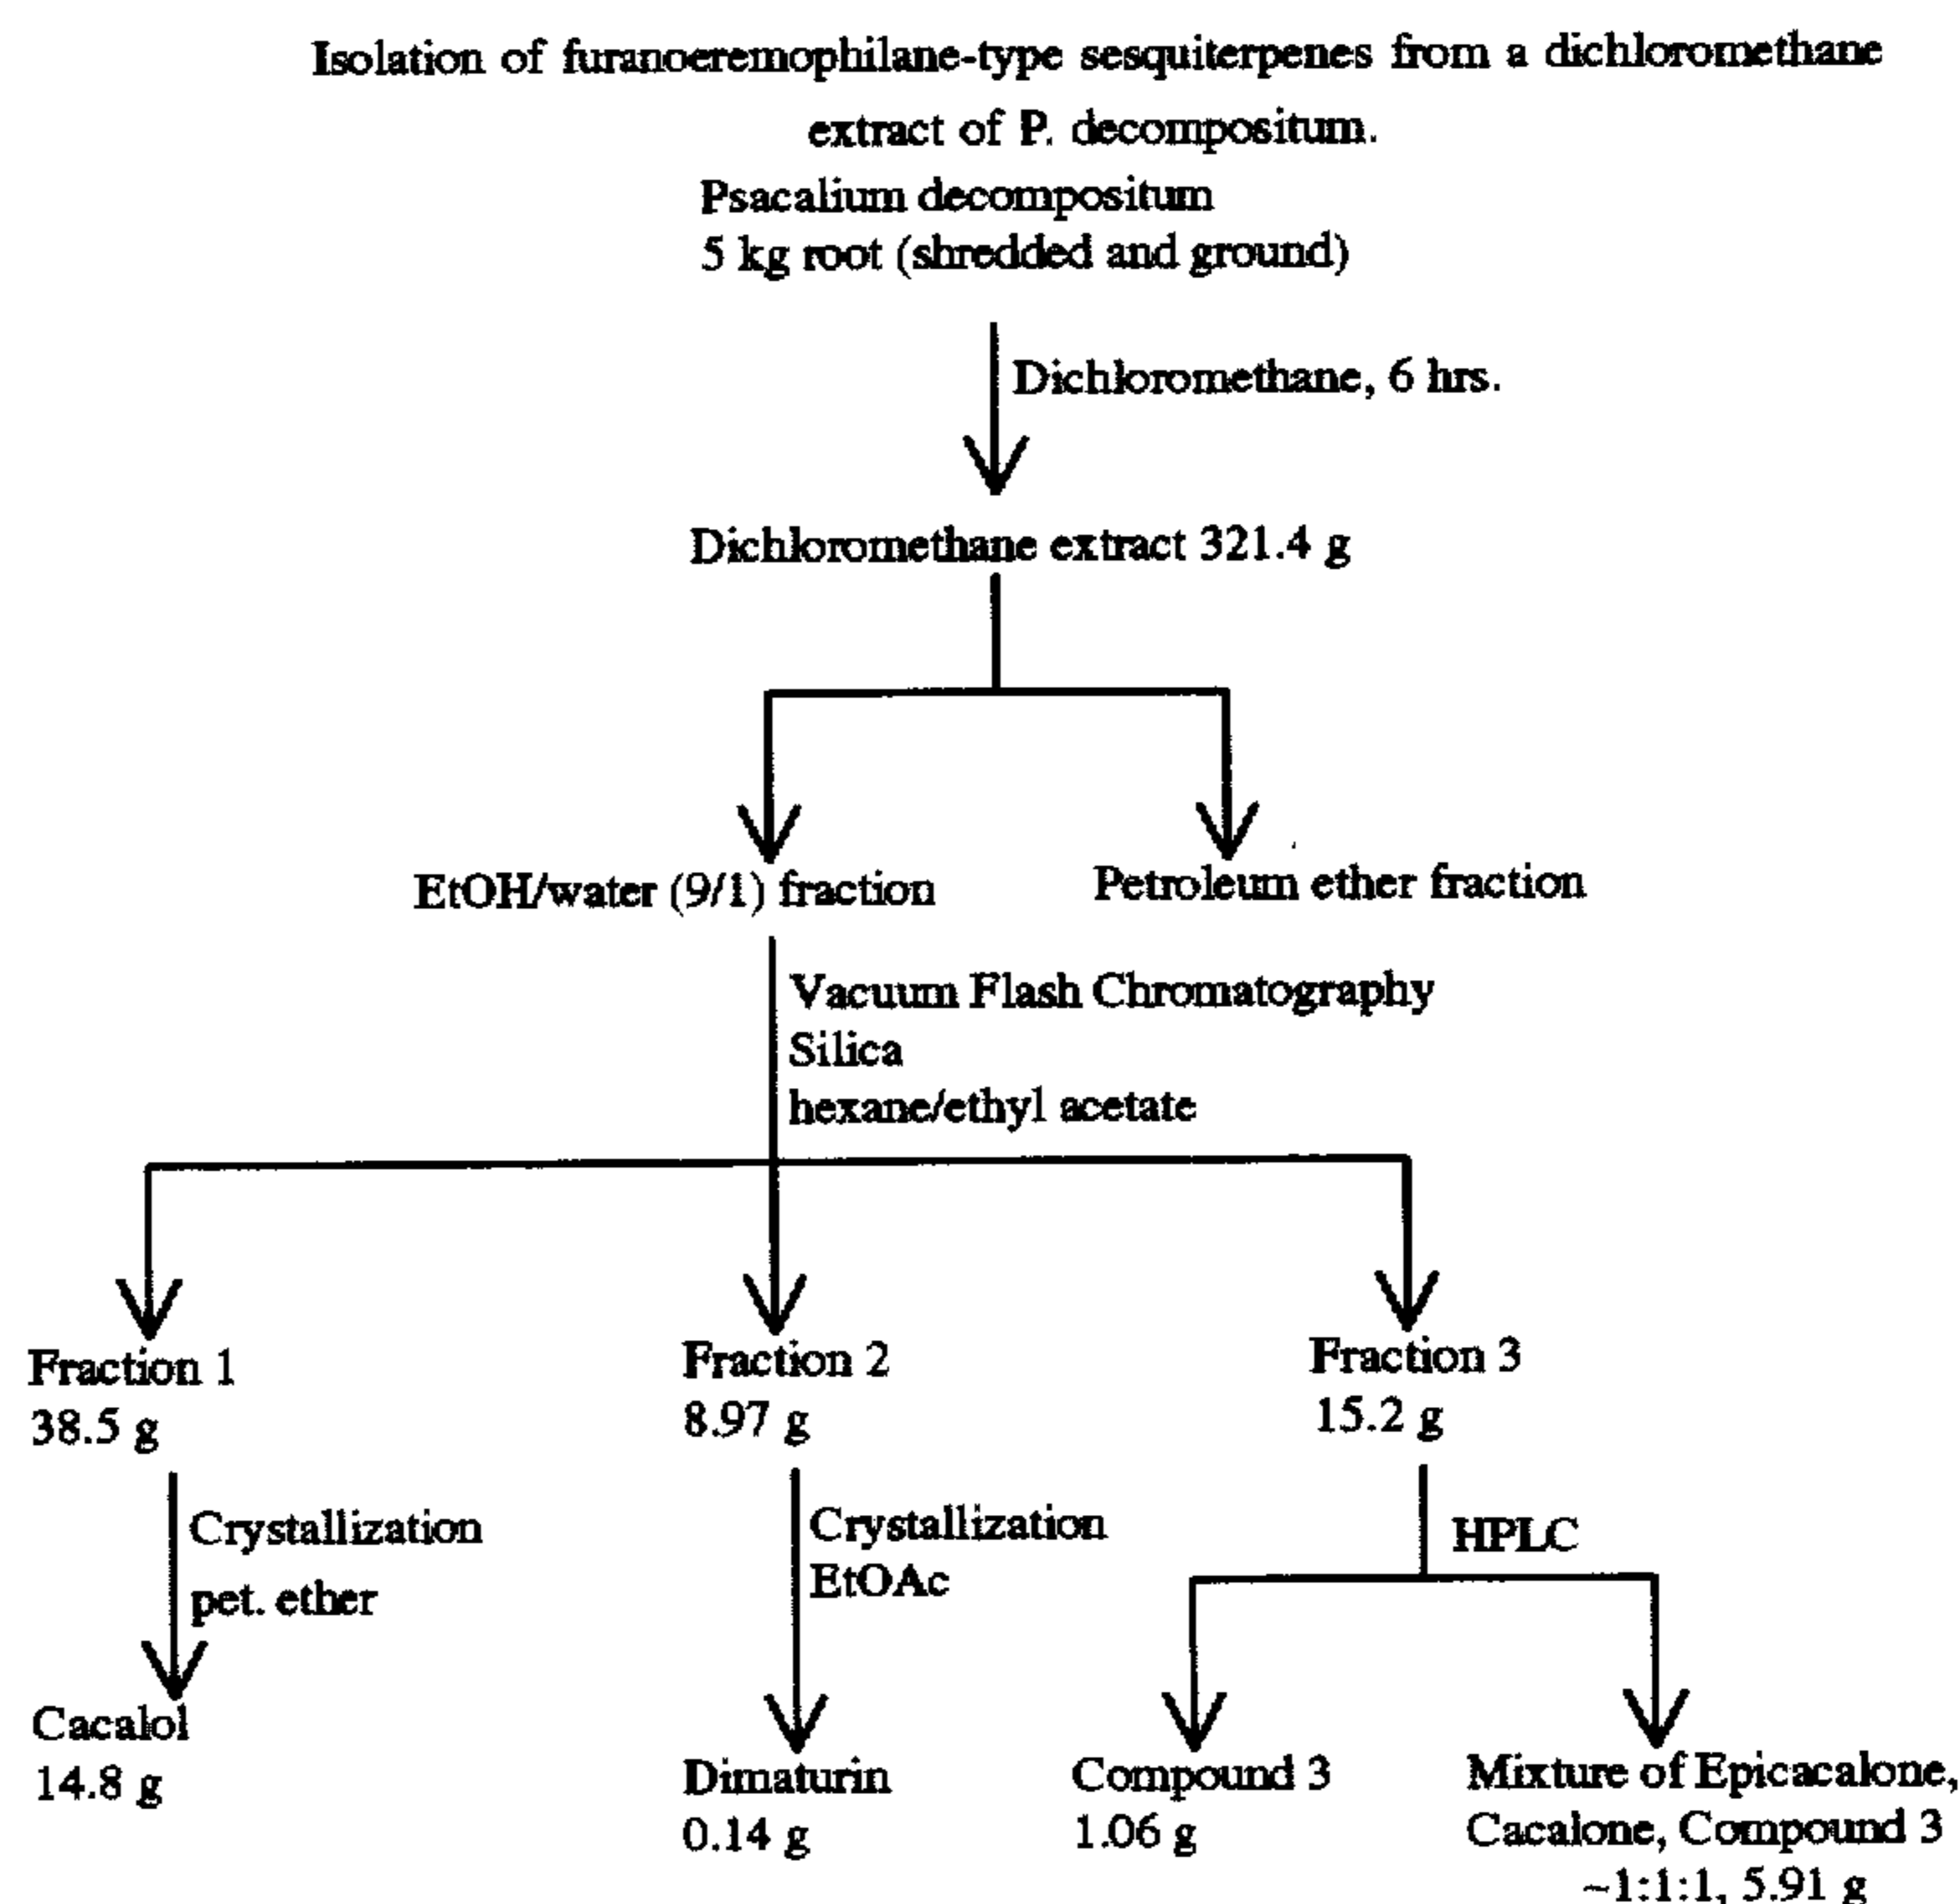 Isolation of furanoeremophilane-type sesquiterpenes from a dichloromethane
extract of P. decompositum.
Psacalium decompositum
5 kg root (shredded and ground)
Dichloromethane, 6 hrs.
Dichloromethane extract 321.4 g
EtOH/water (9/1) fraction
Petroleum ether fraction
Vacuum Flash Chromatography
Silica
hexane/ethyl acetate
Fraction 1
38.5 g
Fraction 2
8.97 g
Fraction 3
15.2 g
Crystallization
pet. ether
Crystallization
EtOAc
HPLC
Cacalol
14.8 g
Dimaturin
0.14 g
Compound 3
1.06 g
Mixture of Epicacalone,
Cacalone, Compound 3
~1:1:1, 5.91 g